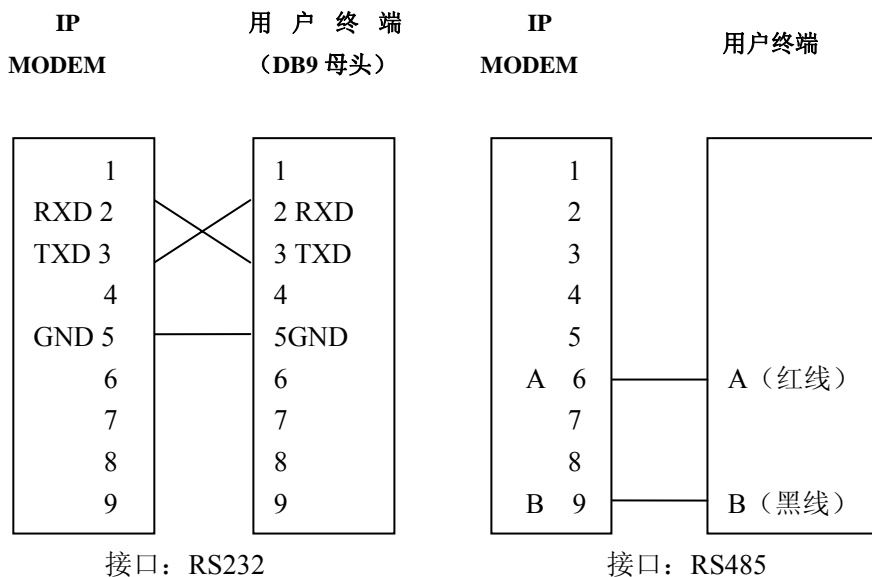 IP
MODEM
用 户 终 端
（DB9 母头）
1
RXD 2
TXD 3
4
GND 5
6
7
8
9
1
2 RXD
3 TXD
4
5GND
6
7
8
9
接口：RS232
IP
MODEM
用户终端
1
2
3
4
5
A 6
7
8
B 9
A（红线）
B（黑线）
接口：RS485